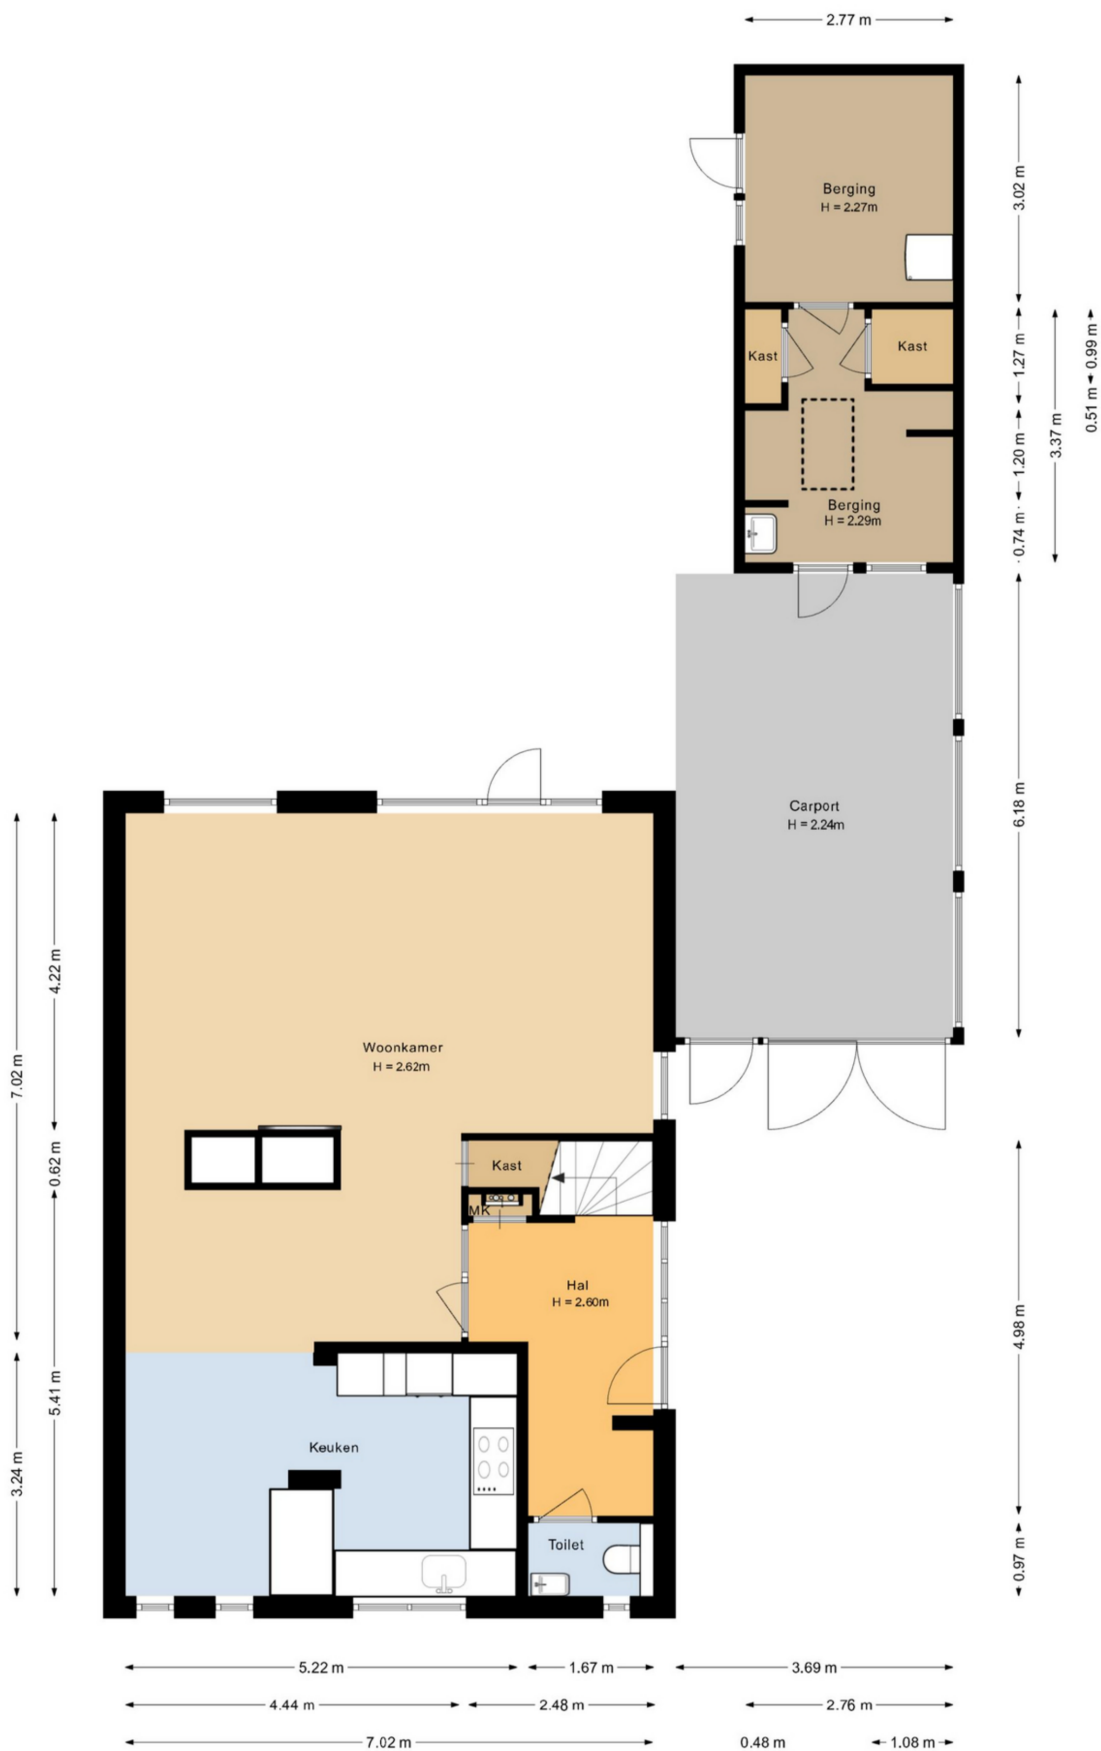 2.77 m
Berging
H = 2.27m
3.02 m
Kast
Kast
1.27 m
0.99 m
0.51 m
3.37 m
1.20 m
Berging
H = 2.29m
0.74 m
Carport
H = 2.24m
6.18 m
4.22 m
7.02 m
Woonkamer
H = 2.62m
0.62 m
Kast
MK
Hal
H = 2.60m
4.98 m
5.41 m
Keuken
3.24 m
Toilet
0.97 m
5.22 m
1.67 m
3.69 m
4.44 m
2.48 m
2.76 m
7.02 m
0.48 m
1.08 m